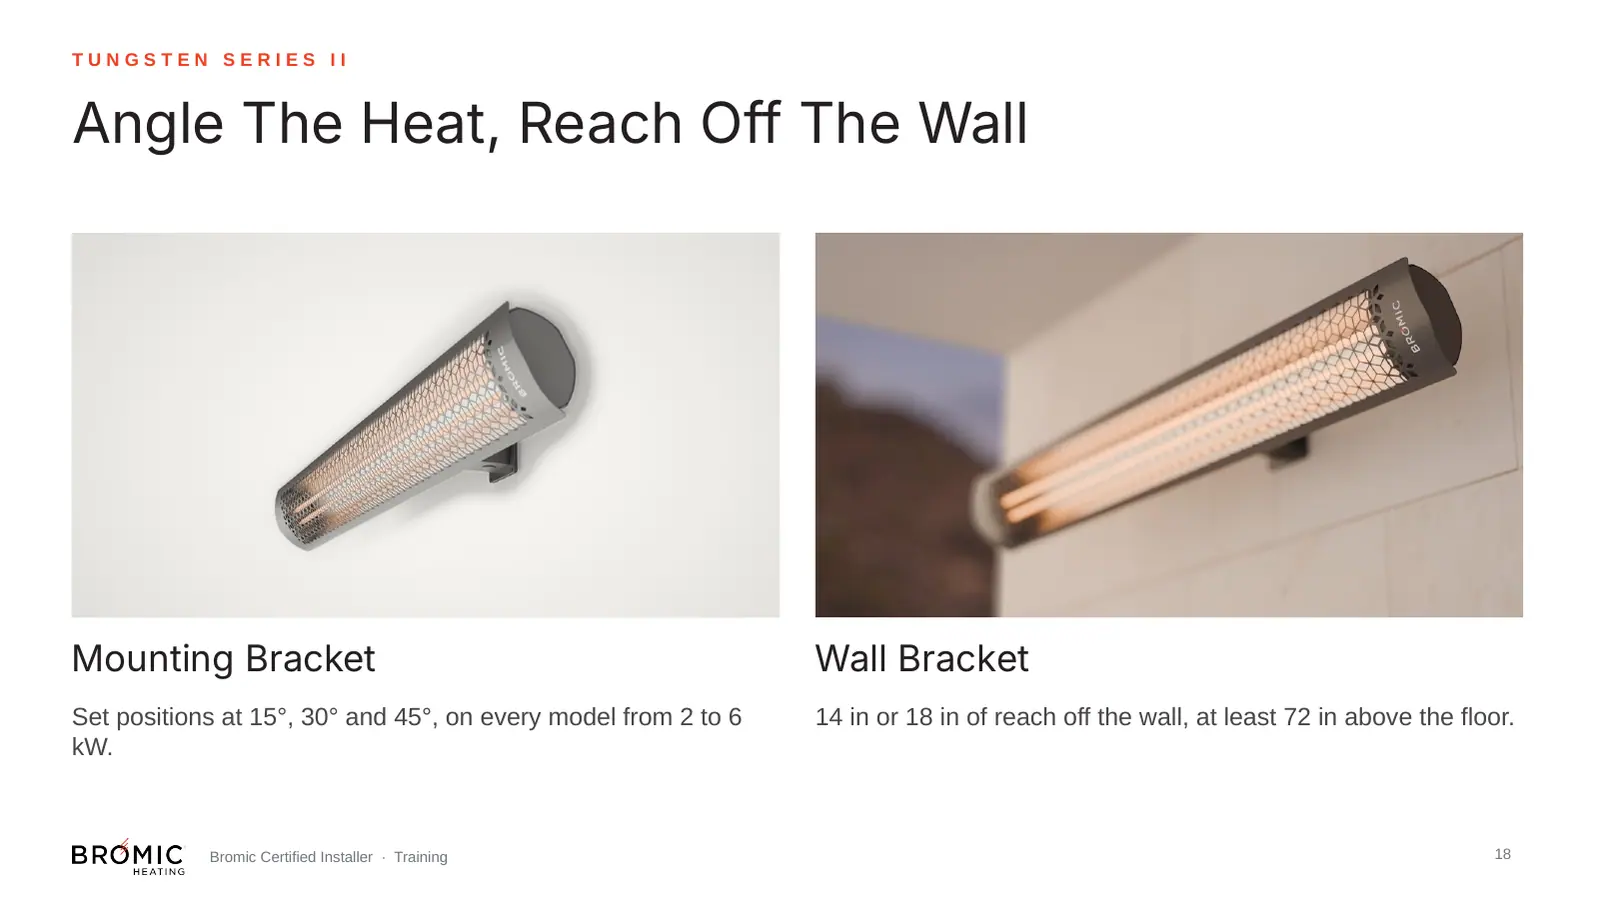 TUNGSTEN SERIES II
Angle The Heat, Reach Off The Wall
BROMIC
BROMIC
Mounting Bracket
Wall Bracket
Set positions at 15°, 30° and 45°, on every model from 2 to 6
kW.
14 in or 18 in of reach off the wall, at least 72 in above the floor.
BROMIC
HEATING
Bromic Certified Installer · Training
18